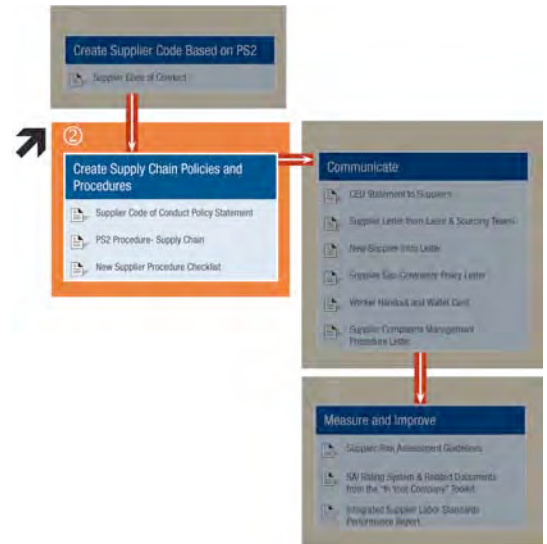 Create Supplier Code Based on PS2
Supplier Code of Conduct
②
Create Supply Chain Policies and
Procedures
Supplier Code of Conduct Policy Statement
PS2 Procedure- Supply Chain
New Supplier Procedure Checklist
Communicate
CEO Statement to Suppliers
Supplier Letter from Labor & Sourcing Teams
New Supplier Intro Letter
Supplier Sub-Contractor Policy Letter
Worker Handout and Wallet Card
Supplier Complaints Management
Procedure Letter
Measure and Improve
Supplier Risk Assessment Guidelines
SAI Rating System & Related Documents
from the "In Your Company" Toolkit
Integrated Supplier Labor Standards
Performance Report